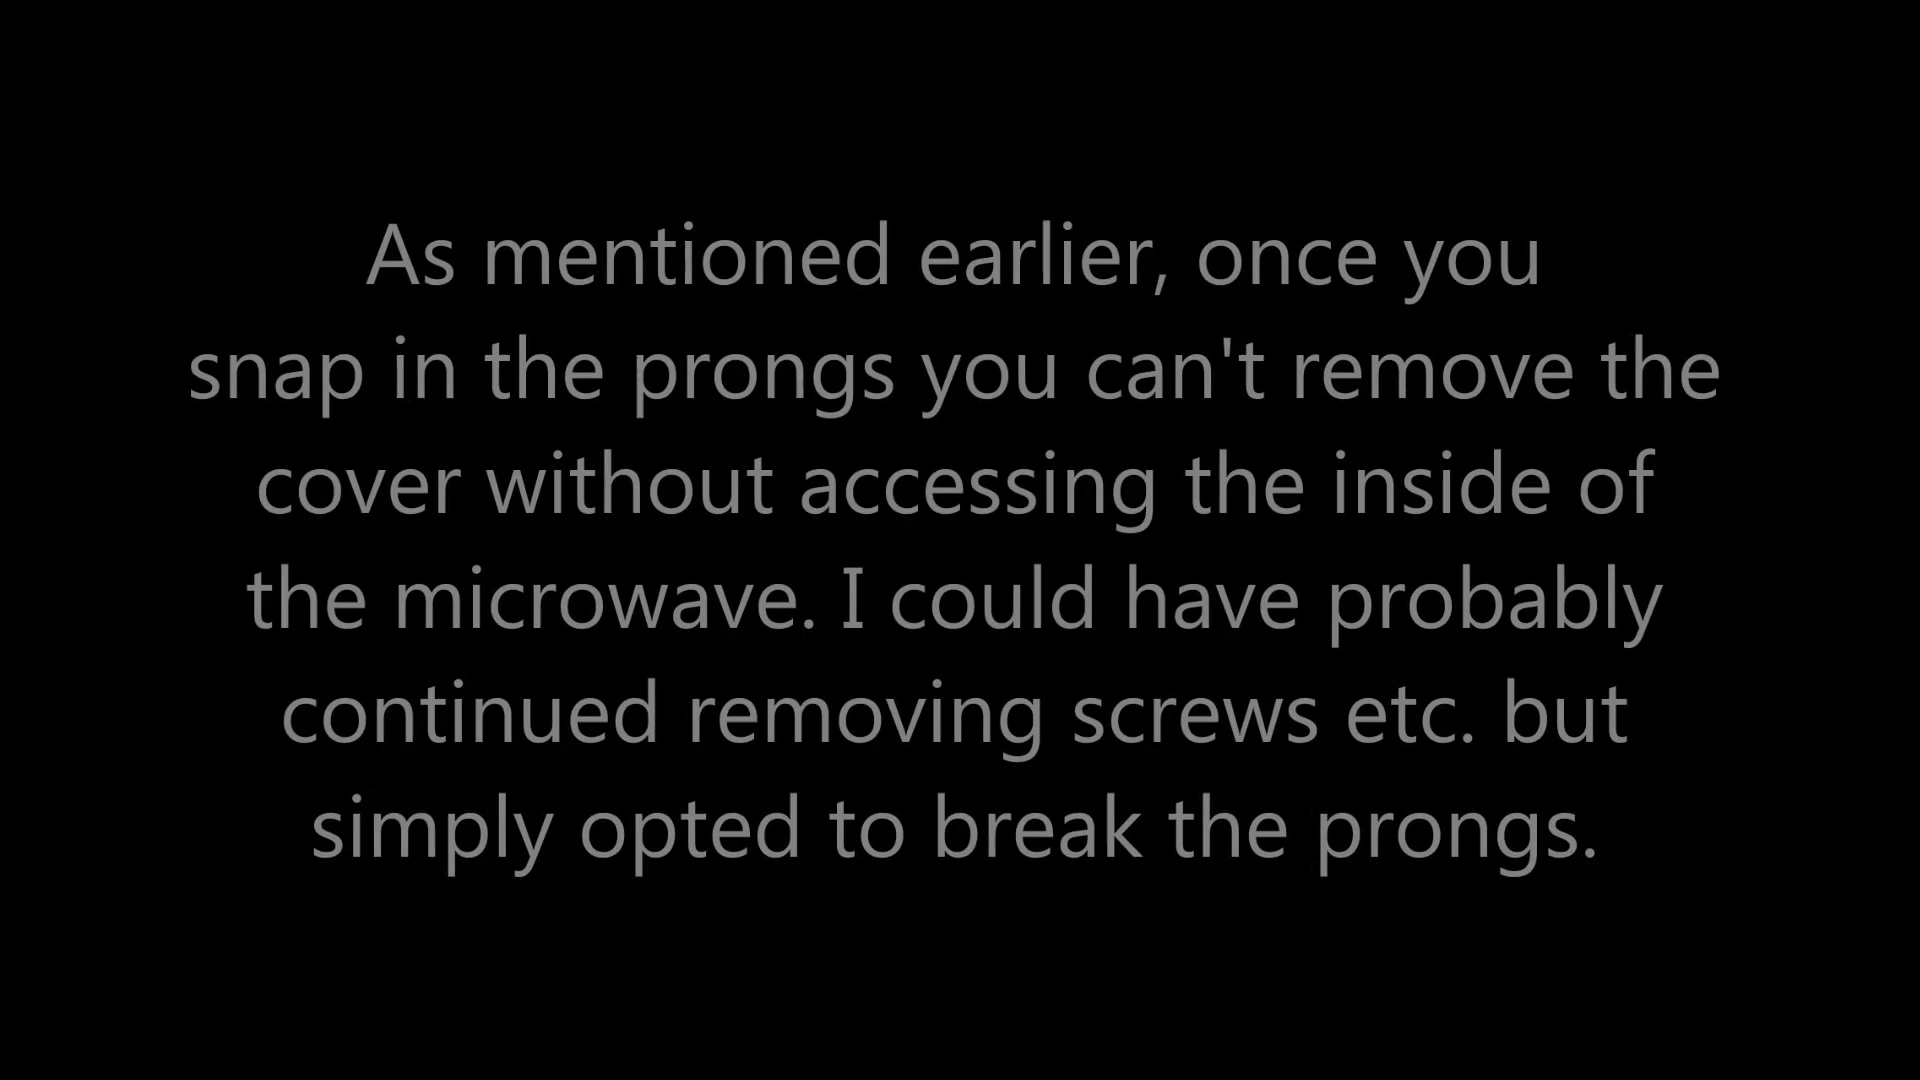 As mentioned earlier, once you
snap in the prongs you can't remove the
cover without accessing the inside of
the microwave. I could have probably
continued removing screws etc. but
simply opted to break the prongs.